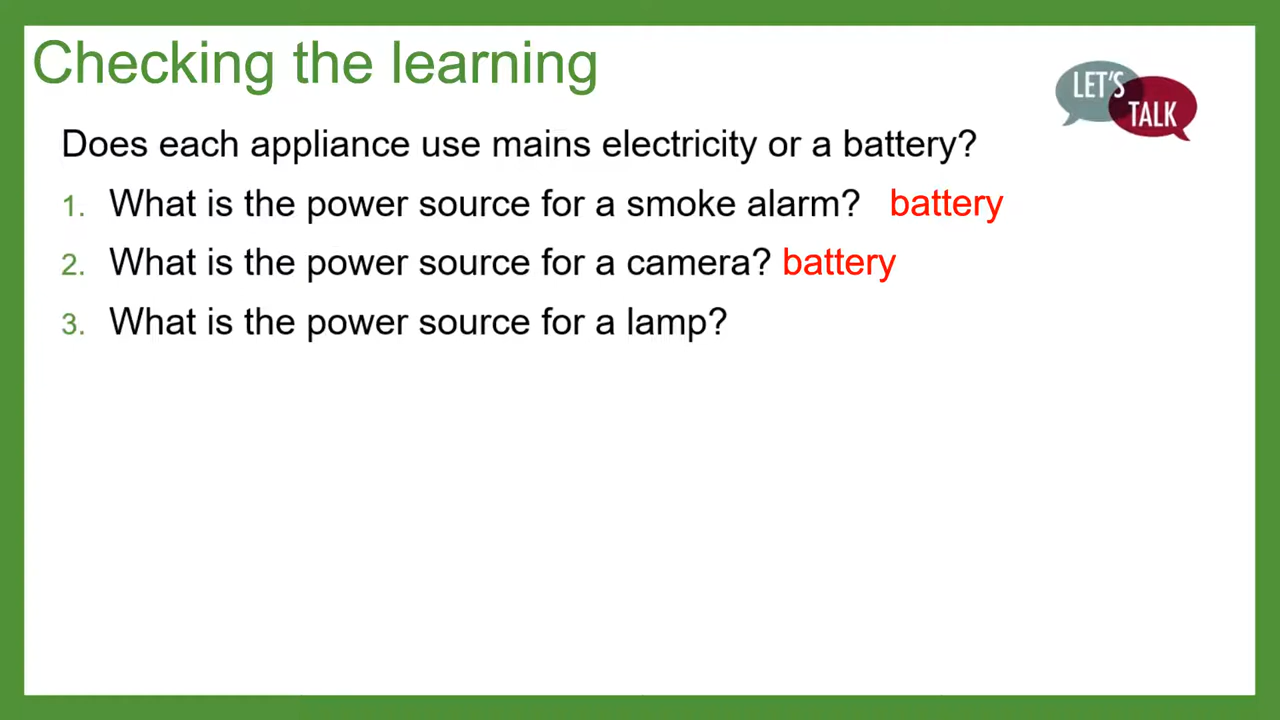 Checking the learning
LET'S
TALK
Does each appliance use mains electricity or a battery?
1. What is the power source for a smoke alarm? battery
2. What is the power source for a camera? battery
3. What is the power source for a lamp?